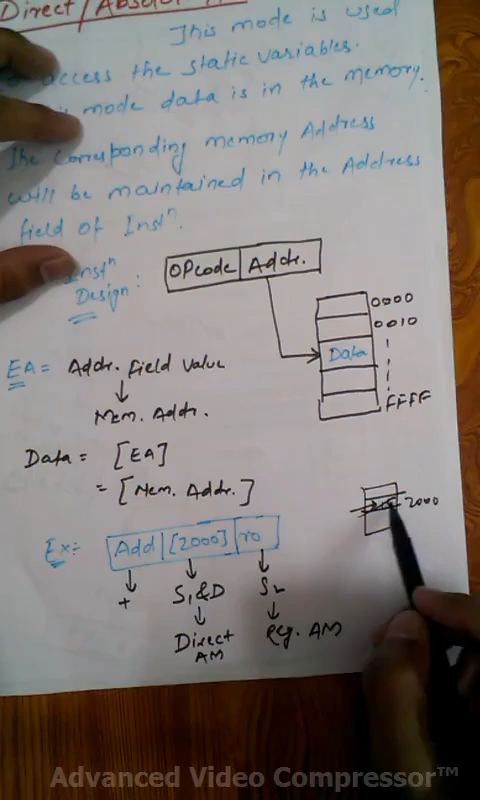 Direct/Absolute
This mode is used
access the static variables.
mode data is in the memory.
The corresponding memory Address
will be maintained in the Address
field of Instⁿ.
Instⁿ
Design:
OPcode Addr.
0000
0010
Data
FFFF
EA = Addr. field value
Mem. Addr.
Data = [EA]
= [Mem. Addr.]
2000
Ex:- Add [2000] r0
+ S1&D S2
Direct AM Reg. AM
Advanced Video Compressor™